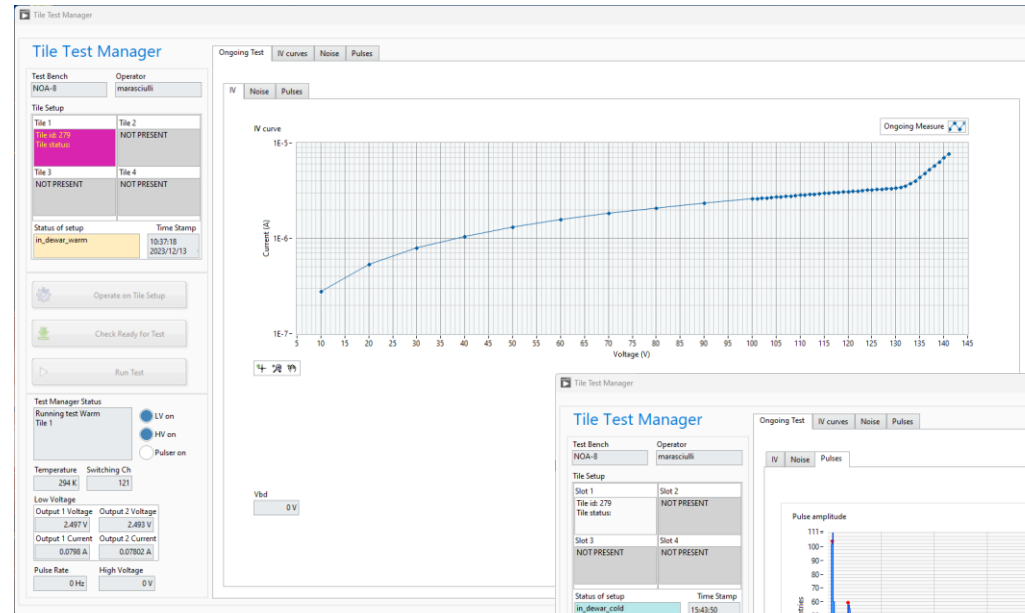 Tile Test Manager
Tile Test Manager
Test Bench
Operator
NOA-8
marasciulli
Tile Setup
Tile 1
Tile 2
Tile id: 279
Tile status:
NOT PRESENT
Tile 3
Tile 4
NOT PRESENT
NOT PRESENT
Status of setup
Time Stamp
in_dewar_warm
10:37:18
2023/12/13
Operate on Tile Setup
Check Ready for Test
Run Test
Test Manager Status
Running test Warm
Tile 1
LV on
HV on
Pulser on
Temperature
Switching Ch
294 K
121
Low Voltage
Output 1 Voltage
Output 2 Voltage
2.497 V
2.493 V
Output 1 Current
Output 2 Current
0.0798 A
0.07802 A
Pulse Rate
High Voltage
0 Hz
0 V
Ongoing Test
IV curves
Noise
Pulses
IV
Noise
Pulses
IV curve
Ongoing Measure
1E-5
1E-6
1E-7
Current (A)
5 10 15 20 25 30 35 40 45 50 55 60 65 70 75 80 85 90 95 100 105 110 115 120 125 130 135 140 145
Voltage (V)
Vbd
0 V
Tile Test Manager
Tile Test Manager
Test Bench
Operator
NOA-8
marasciulli
Tile Setup
Slot 1
Slot 2
Tile id: 279
Tile status:
NOT PRESENT
Slot 3
Slot 4
NOT PRESENT
NOT PRESENT
Status of setup
Time Stamp
in_dewar_cold
15:43:50
Ongoing Test
IV curves
Noise
Pulses
IV
Noise
Pulses
Pulse amplitude
111
100
90
80
70
60